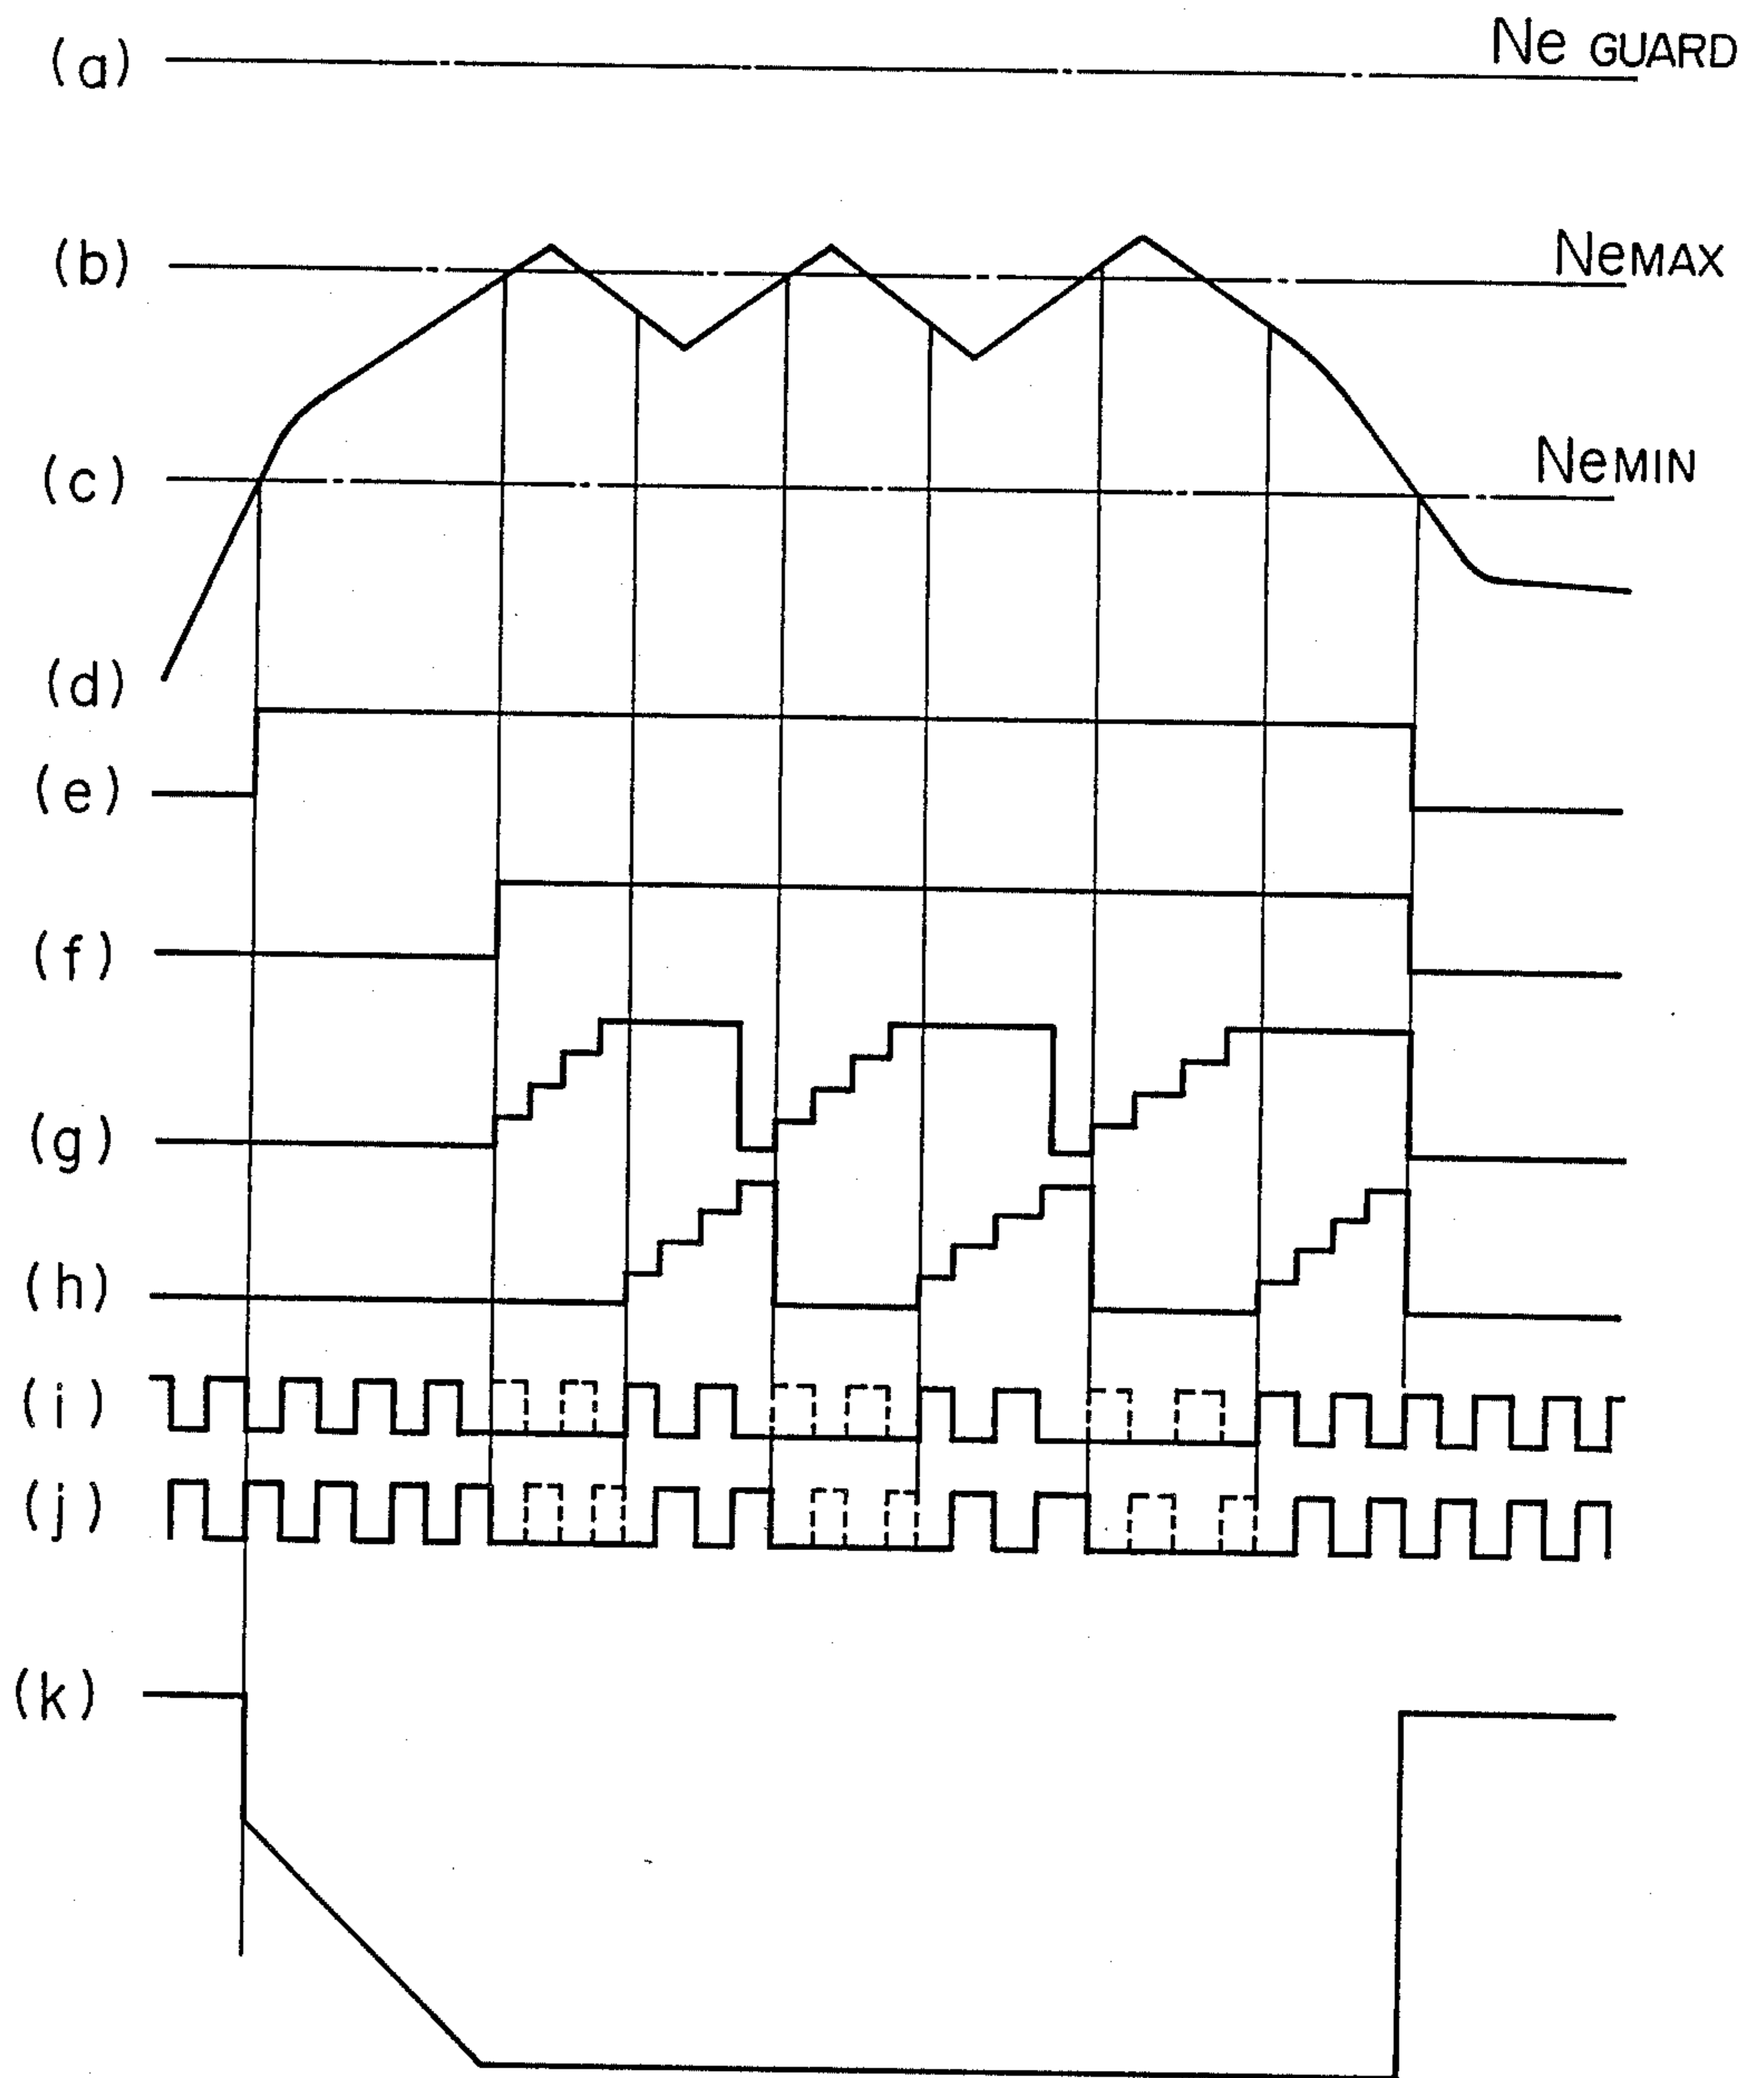 (a) Ne GUARD
(b) NeMAX
(c) NeMIN
(d)
(e)
(f)
(g)
(h)
(i)
(j)
(k)